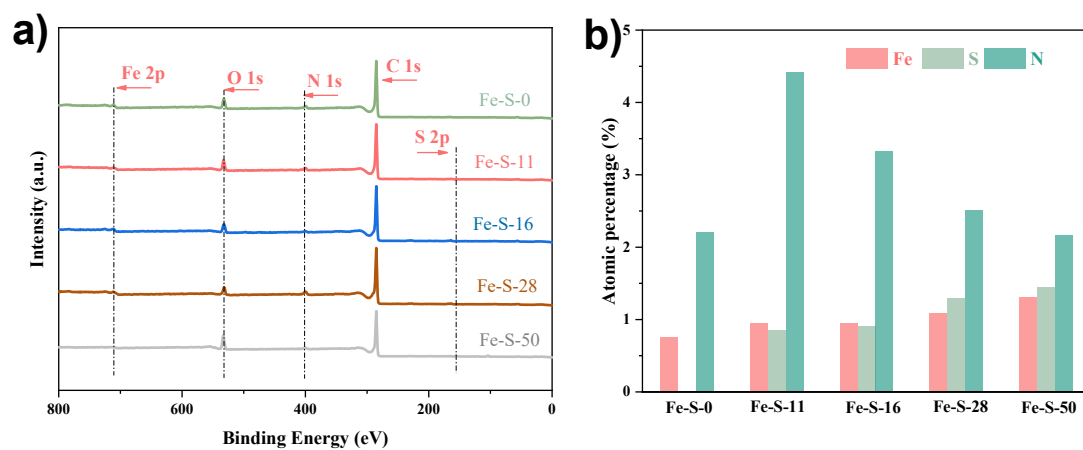 a)
Fe 2p
O 1s
N 1s
C 1s
S 2p
Fe-S-0
Fe-S-11
Fe-S-16
Fe-S-28
Fe-S-50
Intensity (a.u.)
800
600
400
200
0
Binding Energy (eV)
b)
Fe
S
N
Atomic percentage (%)
5
4
3
2
1
0
Fe-S-0
Fe-S-11
Fe-S-16
Fe-S-28
Fe-S-50